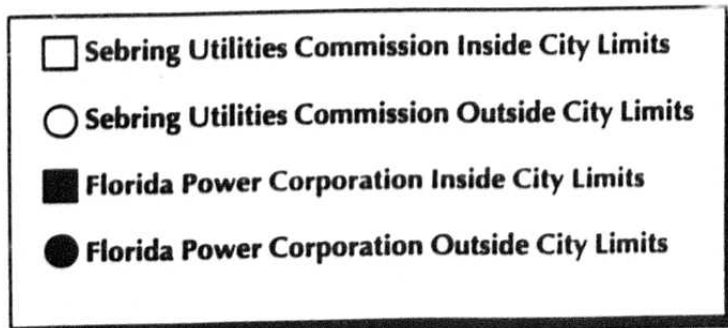 Sebring Utilities Commission Inside City Limits
Sebring Utilities Commission Outside City Limits
Florida Power Corporation Inside City Limits
Florida Power Corporation Outside City Limits